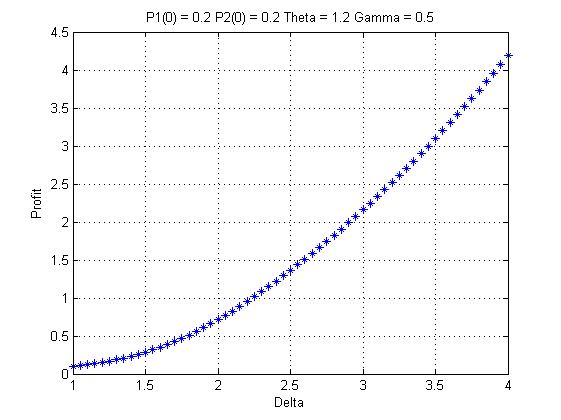 P1(0) = 0.2 P2(0) = 0.2 Theta = 1.2 Gamma = 0.5
4.5
4
3.5
3
2.5
2
1.5
1
0.5
0
Profit
1 1.5 2 2.5 3 3.5 4
Delta